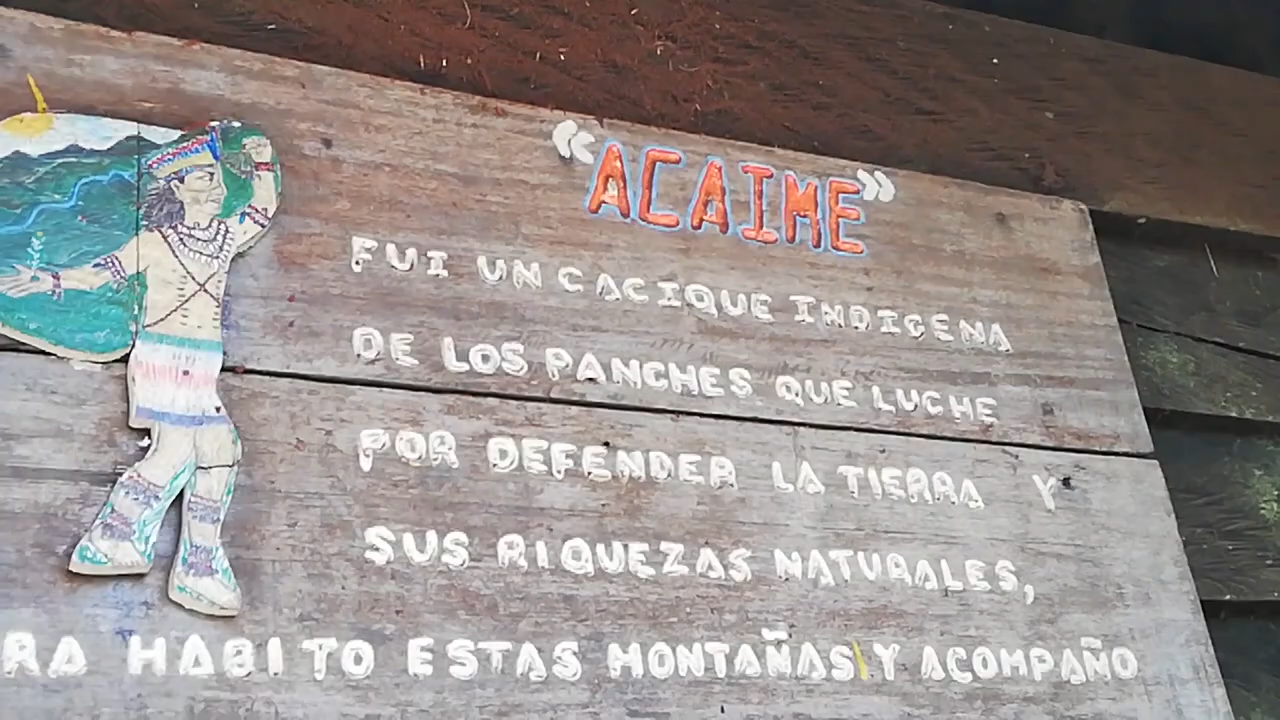 "ACAIME"
FUI UN CACIQUE INDIGENA
DE LOS PANCHES QUE LUCHE
POR DEFENDER LA TIERRA Y
SUS RIQUEZAS NATURALES,
RA HABITO ESTAS MONTAÑAS Y ACOMPAÑO